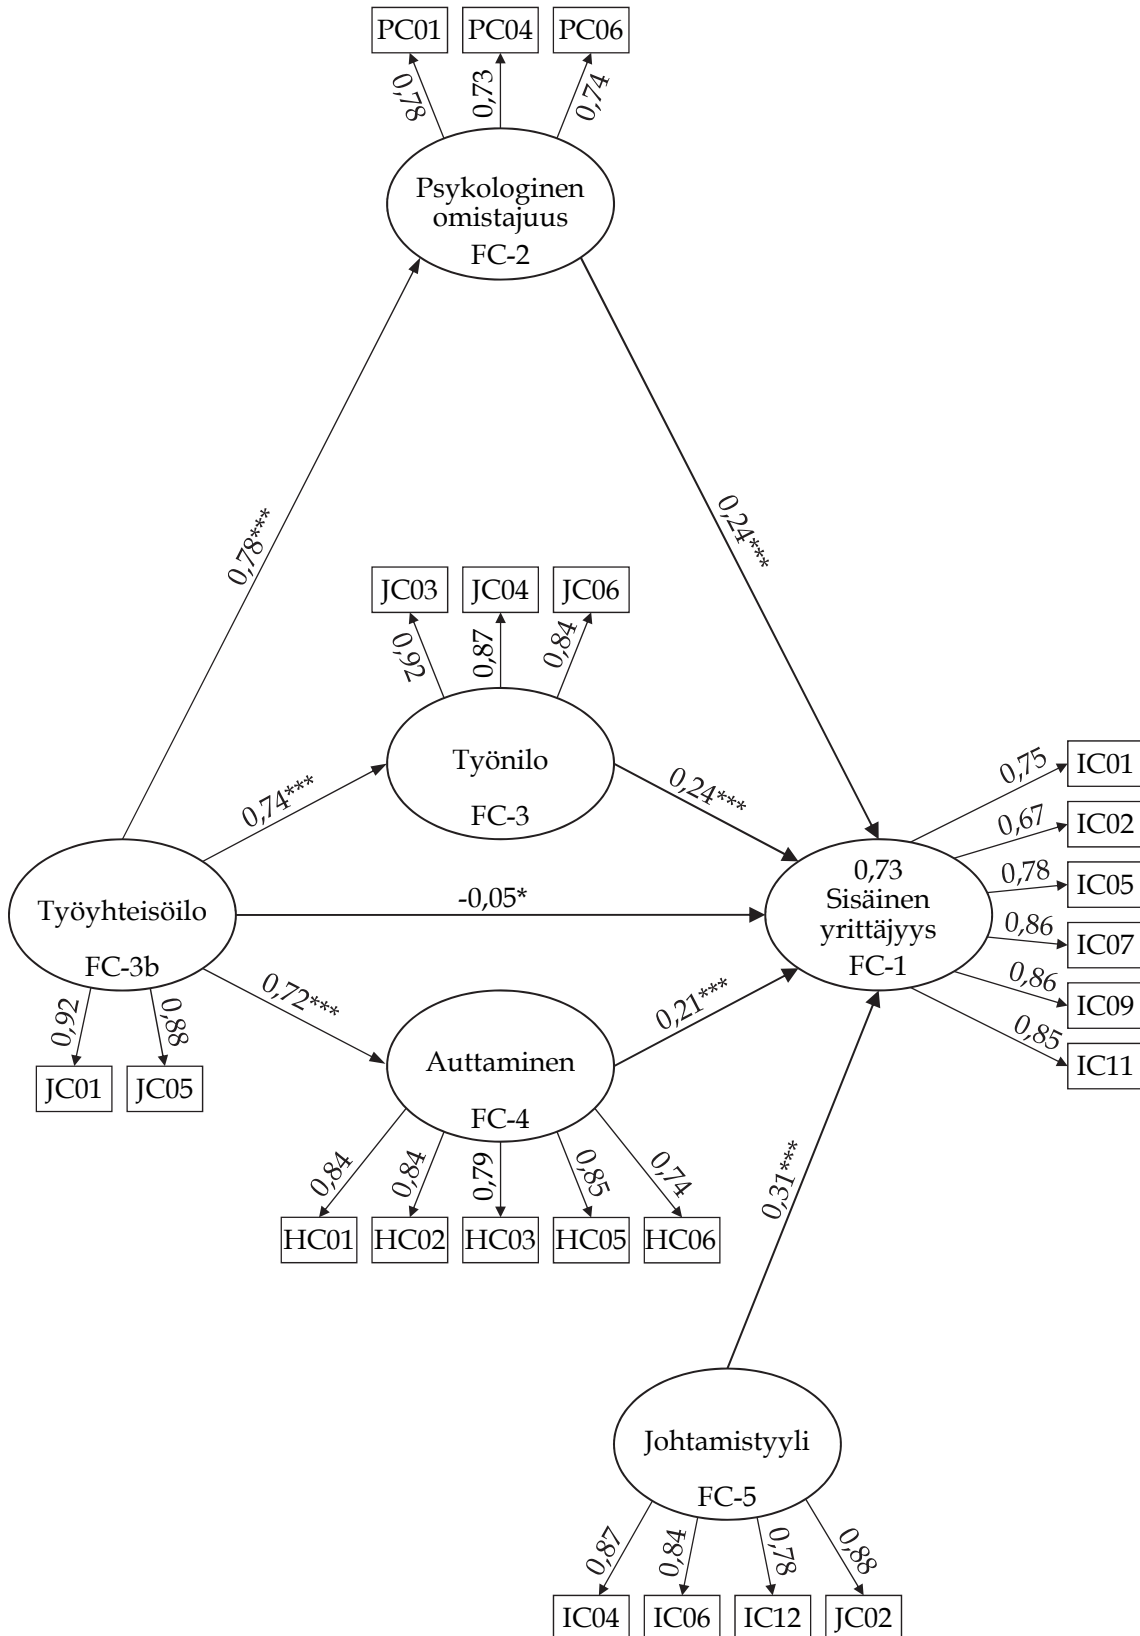 PC01 PC04 PC06
0,78 0,73 0,74
Psykologinen
omistajuus
FC-2
0,78***
0,24***
JC03 JC04 JC06
0,92 0,87 0,84
Työnilo
FC-3
0,74***
0,24***
Työyhteisöilo
FC-3b
-0,05*
0,73
Sisäinen
yrittäjyys
FC-1
0,75 IC01
0,67 IC02
0,78 IC05
0,86 IC07
0,86 IC09
0,85 IC11
0,92 0,88
JC01 JC05
0,72***
0,21***
Auttaminen
FC-4
0,84 0,84 0,79 0,85 0,74
HC01 HC02 HC03 HC05 HC06
0,31***
Johtamistyyli
FC-5
0,87 0,84 0,78 0,88
IC04 IC06 IC12 JC02